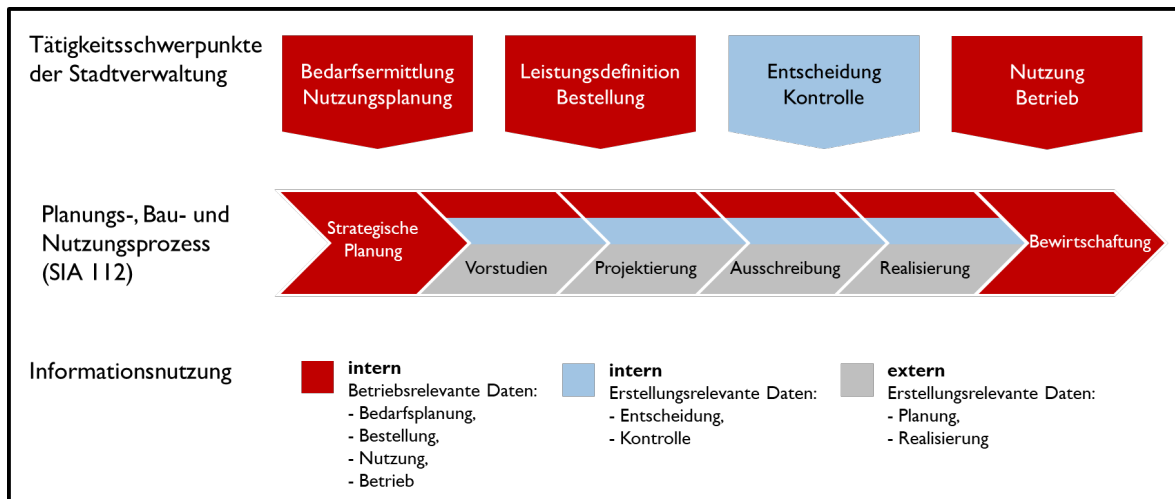 Tätigkeitsschwerpunkte
der Stadtverwaltung
Bedarfsermittlung
Nutzungsplanung
Leistungsdefinition
Bestellung
Entscheidung
Kontrolle
Nutzung
Betrieb
Planungs-, Bau- und
Nutzungsprozess
(SIA 112)
Strategische
Planung
Vorstudien
Projektierung
Ausschreibung
Realisierung
Bewirtschaftung
Informationsnutzung
intern
Betriebsrelevante Daten:
- Bedarfsplanung,
- Bestellung,
- Nutzung,
- Betrieb
intern
Erstellungsrelevante Daten:
- Entscheidung,
- Kontrolle
extern
Erstellungsrelevante Daten:
- Planung,
- Realisierung